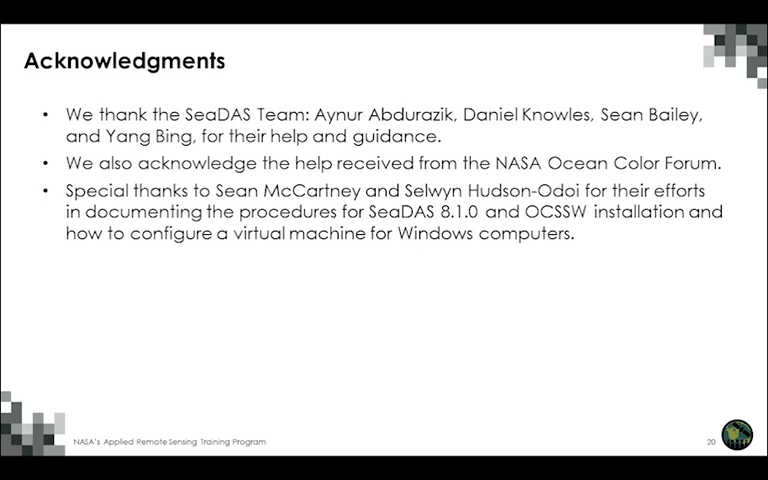 Acknowledgments
• We thank the SeaDAS Team: Aynur Abdurazik, Daniel Knowles, Sean Bailey,
and Yang Bing, for their help and guidance.
• We also acknowledge the help received from the NASA Ocean Color Forum.
• Special thanks to Sean McCartney and Selwyn Hudson-Odoi for their efforts
in documenting the procedures for SeaDAS 8.1.0 and OCSSW installation and
how to configure a virtual machine for Windows computers.
NASA's Applied Remote Sensing Training Program
20